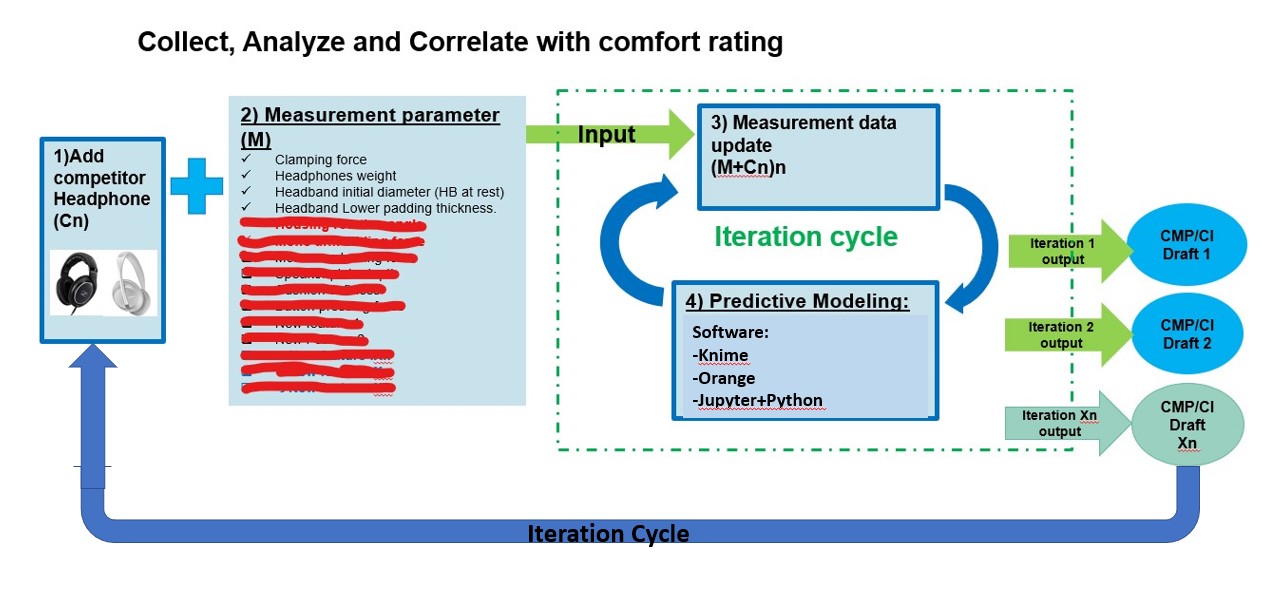 Collect, Analyze and Correlate with comfort rating
1)Add
competitor
Headphone
(Cn)
2) Measurement parameter
(M)
Clamping force
Headphones weight
Headband initial diameter (HB at rest)
Headband Lower padding thickness.
Input
3) Measurement data
update
(M+Cn)n
Iteration cycle
4) Predictive Modeling:
Software:
-Knime
-Orange
-Jupyter+Python
Iteration 1
output
CMP/CI
Draft 1
Iteration 2
output
CMP/CI
Draft 2
Iteration Xn
output
CMP/CI
Draft
Xn
Iteration Cycle